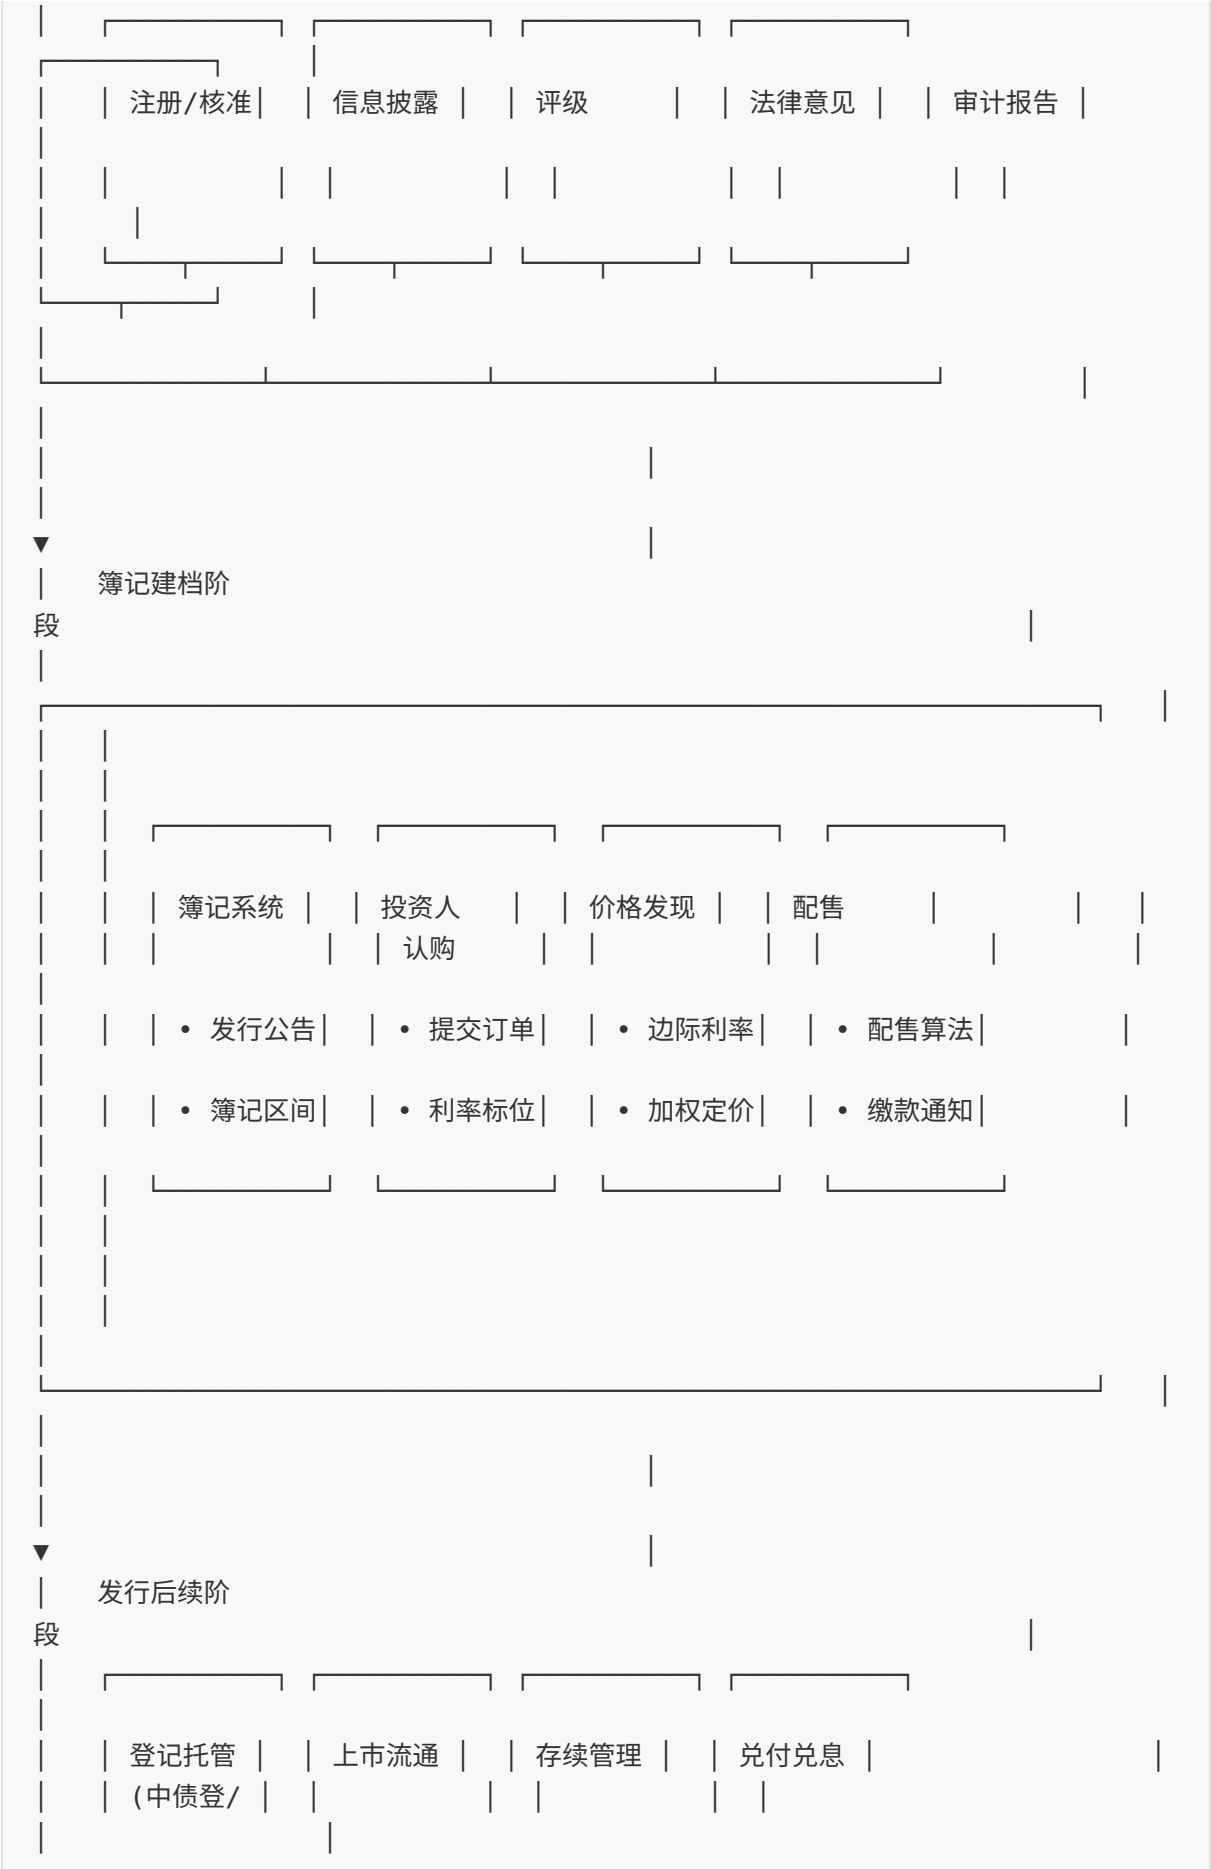 注册/核准 信息披露 评级 法律意见 审计报告
▼
簿记建档阶
段
簿记系统 投资人 价格发现 配售
认购
• 发行公告 • 提交订单 • 边际利率 • 配售算法
• 簿记区间 • 利率标位 • 加权定价 • 缴款通知
▼
发行后续阶
段
登记托管 上市流通 存续管理 兑付兑息
(中债登/